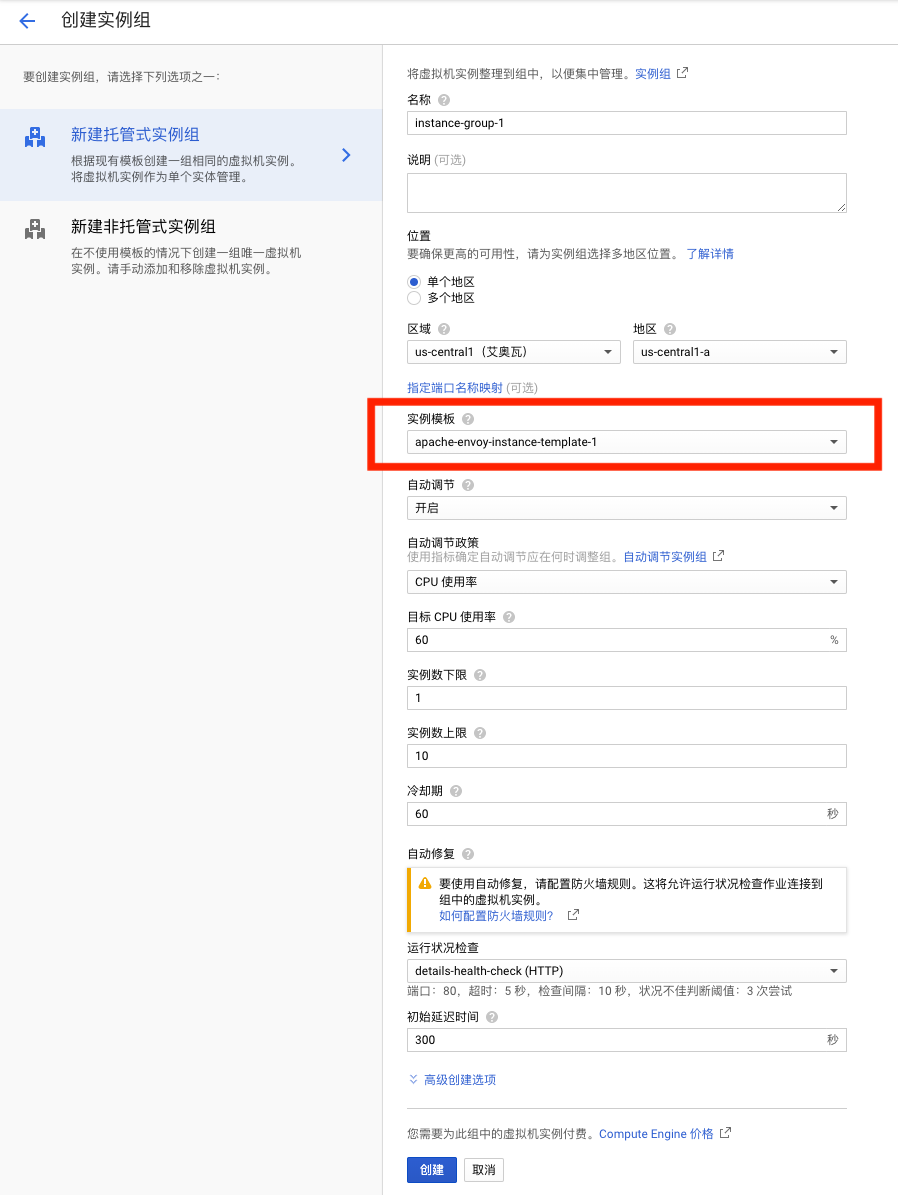 创建实例组
要创建实例组，请选择下列选项之一：
新建托管式实例组
根据现有模板创建一组相同的虚拟机实例。
将虚拟机实例作为单个实体管理。
新建非托管式实例组
在不使用模板的情况下创建一组唯一虚拟机
实例。请手动添加和移除虚拟机实例。
将虚拟机实例整理到组中，以便集中管理。实例组
名称
instance-group-1
说明 (可选)
位置
要确保更高的可用性，请为实例组选择多地区位置。 了解详情
单个地区
多个地区
区域 地区
us-central1（艾奥瓦） us-central1-a
指定端口名称映射 (可选)
实例模板
apache-envoy-instance-template-1
自动调节
开启
自动调节政策
使用指标确定自动调节应在何时调整组。自动调节实例组
CPU 使用率
目标 CPU 使用率
60 %
实例数下限
1
实例数上限
10
冷却期
60 秒
自动修复
要使用自动修复，请配置防火墙规则。这将允许运行状况检查作业连接到
组中的虚拟机实例。
如何配置防火墙规则?
运行状况检查
details-health-check (HTTP)
端口：80，超时：5 秒，检查间隔：10 秒，状况不佳判断阈值：3 次尝试
初始延迟时间
300 秒
高级创建选项
您需要为此组中的虚拟机实例付费。Compute Engine 价格
创建 取消